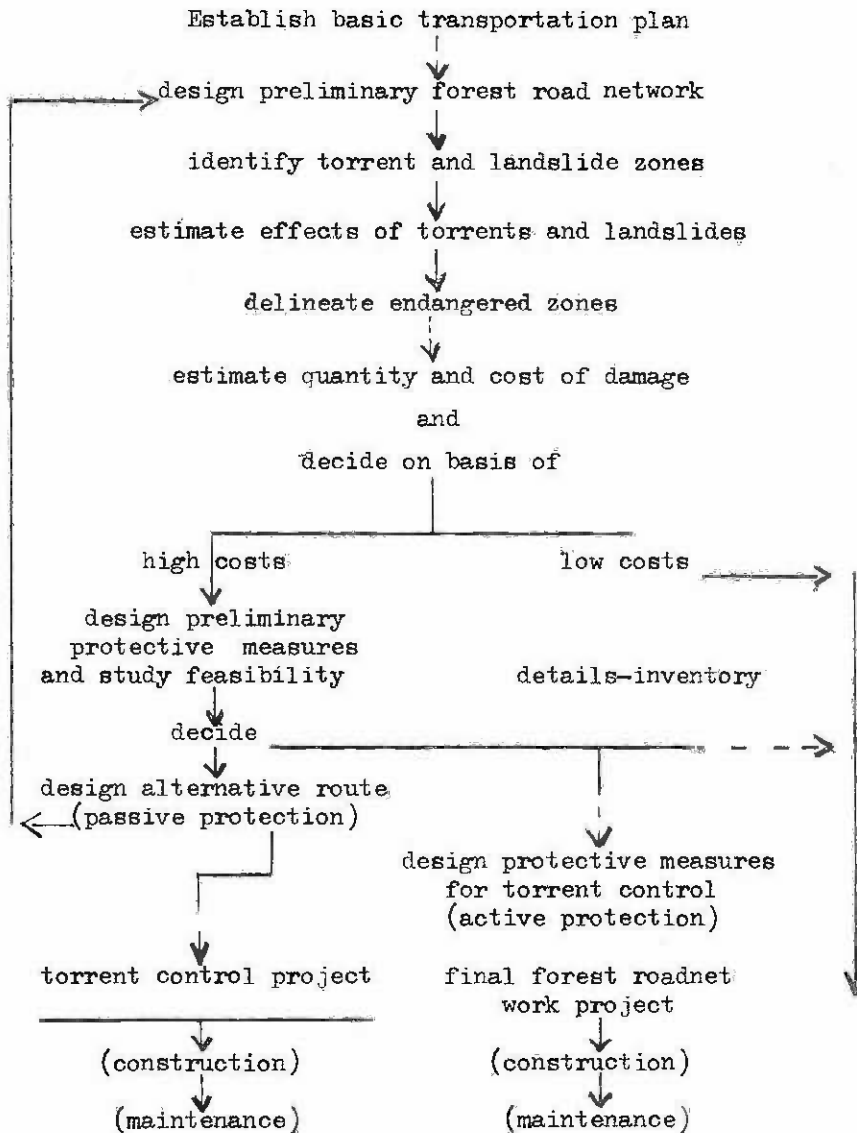 Establish basic transportation plan
design preliminary forest road network
identify torrent and landslide zones
estimate effects of torrents and landslides
delineate endangered zones
estimate quantity and cost of damage
and
decide on basis of
high costs
low costs
design preliminary
protective measures
and study feasibility
details-inventory
decide
design alternative route
(passive protection)
design protective measures
for torrent control
(active protection)
torrent control project
final forest roadnet
work project
(construction)
(construction)
(maintenance)
(maintenance)